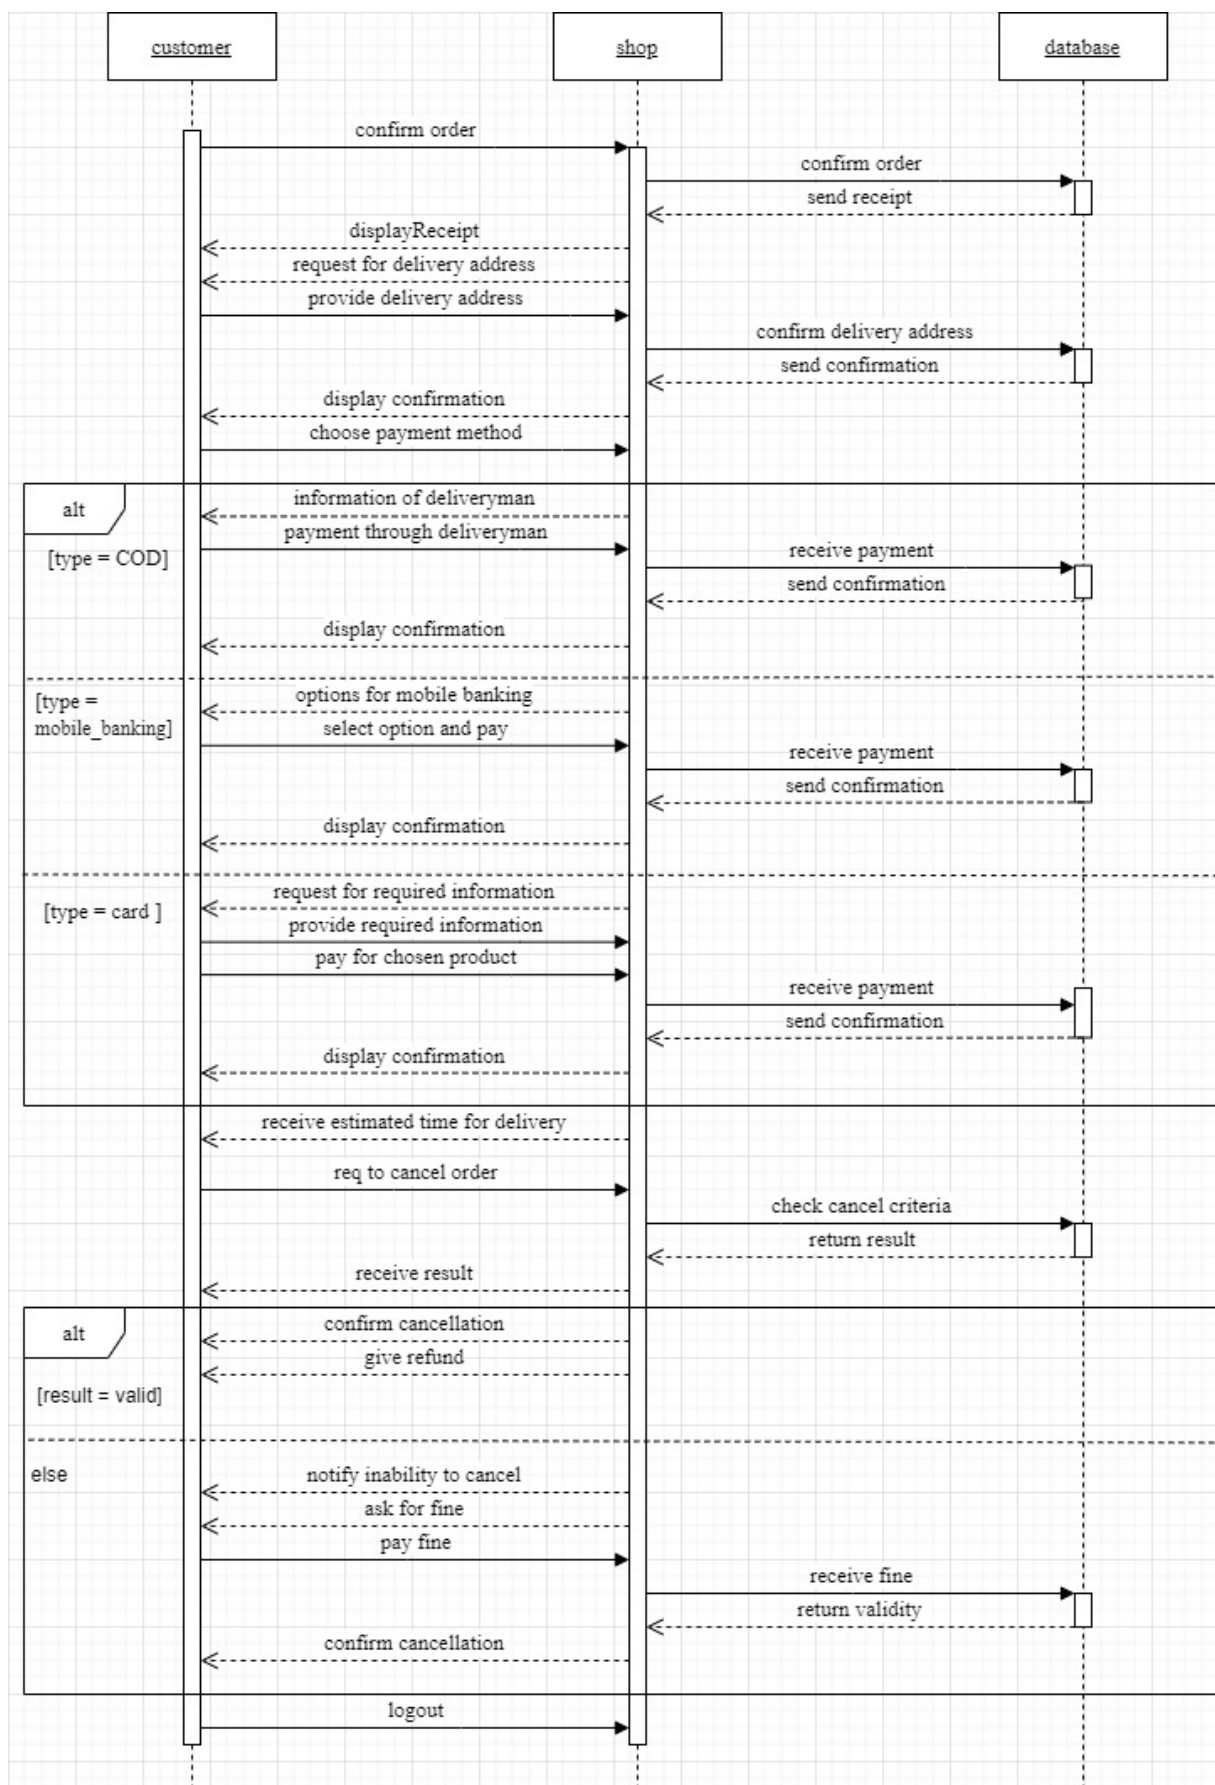 customer
shop
database
confirm order
confirm order
send receipt
displayReceipt
request for delivery address
provide delivery address
confirm delivery address
send confirmation
display confirmation
choose payment method
alt
[type = COD]
information of deliveryman
payment through deliveryman
receive payment
send confirmation
display confirmation
[type =
mobile_banking]
options for mobile banking
select option and pay
receive payment
send confirmation
display confirmation
[type = card ]
request for required information
provide required information
pay for chosen product
receive payment
send confirmation
display confirmation
receive estimated time for delivery
req to cancel order
check cancel criteria
return result
receive result
alt
[result = valid]
confirm cancellation
give refund
else
notify inability to cancel
ask for fine
pay fine
receive fine
return validity
confirm cancellation
logout